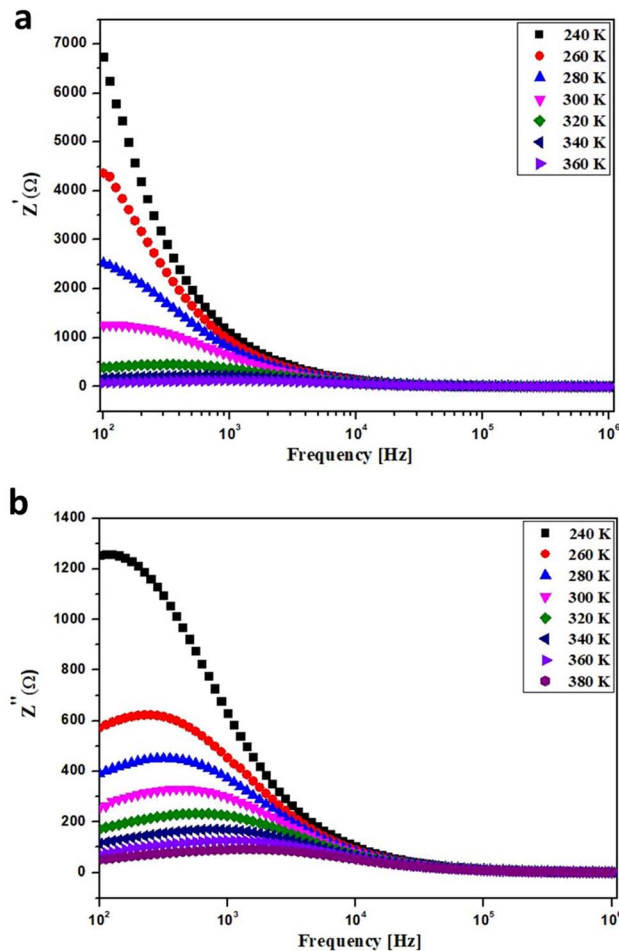 a
7000
6000
5000
4000
3000
2000
1000
0
Z' (Ω)
240 K
260 K
280 K
300 K
320 K
340 K
360 K
10² 10³ 10⁴ 10⁵ 10⁶
Frequency [Hz]
b
1400
1200
1000
800
600
400
200
0
Z'' (Ω)
240 K
260 K
280 K
300 K
320 K
340 K
360 K
380 K
10² 10³ 10⁴ 10⁵ 10⁶
Frequency [Hz]